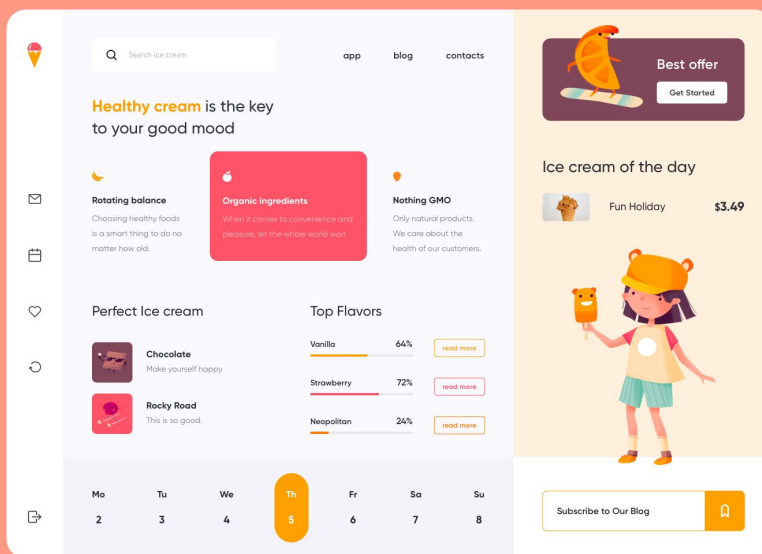 Search ice cream
app
blog
contacts
Healthy cream is the key
to your good mood
Rotating balance
Choosing healthy foods
is a smart thing to do no
matter how old.
Organic ingredients
When it comes to convenience and
pleasure, let the whole world wait
Nothing GMO
Only natural products.
We care about the
health of our customers.
Perfect Ice cream
Chocolate
Make yourself happy
Rocky Road
This is so good.
Top Flavors
Vanilla 64% read more
Strawberry 72% read more
Neopolitan 24% read more
Mo Tu We Th Fr Sa Su
2 3 4 5 6 7 8
Best offer
Get Started
Ice cream of the day
Fun Holiday $3.49
Subscribe to Our Blog